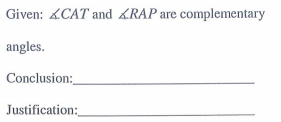 Given: ∡CAT and ∡RAP are complementary
angles.
Conclusion:
Justification: